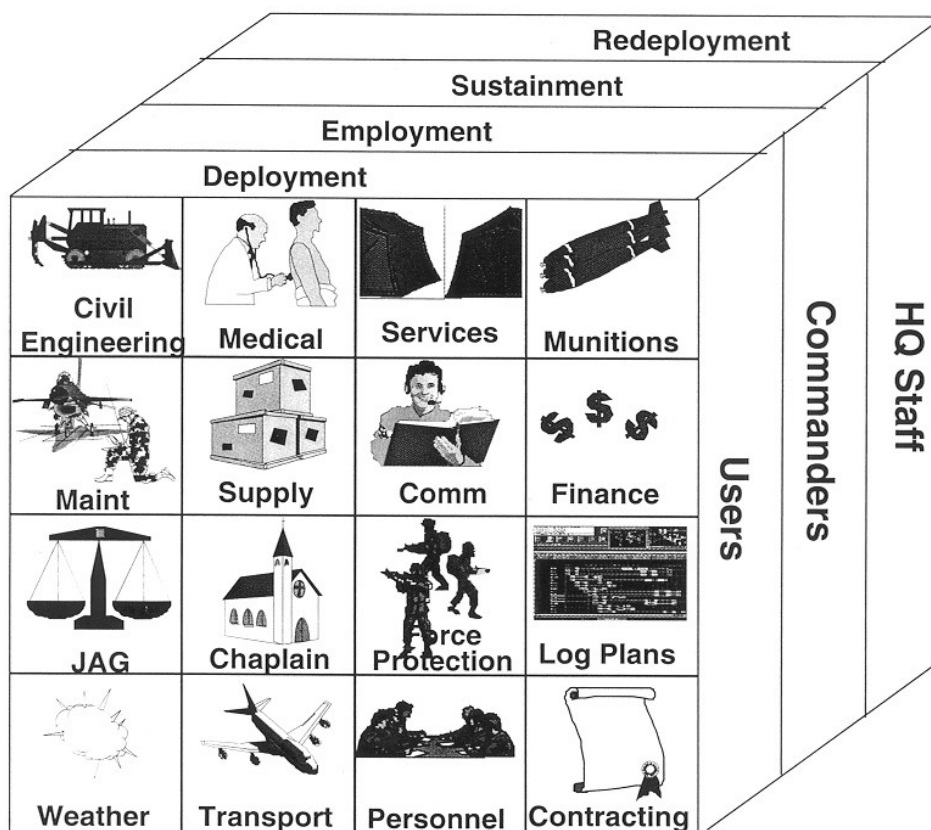 Redeployment
Sustainment
Employment
Deployment
Civil
Engineering
Medical
Services
Munitions
Maint
Supply
Comm
Finance
JAG
Chaplain
Force
Protection
Log Plans
Weather
Transport
Personnel
Contracting
Users
Commanders
HQ Staff
$ $ $